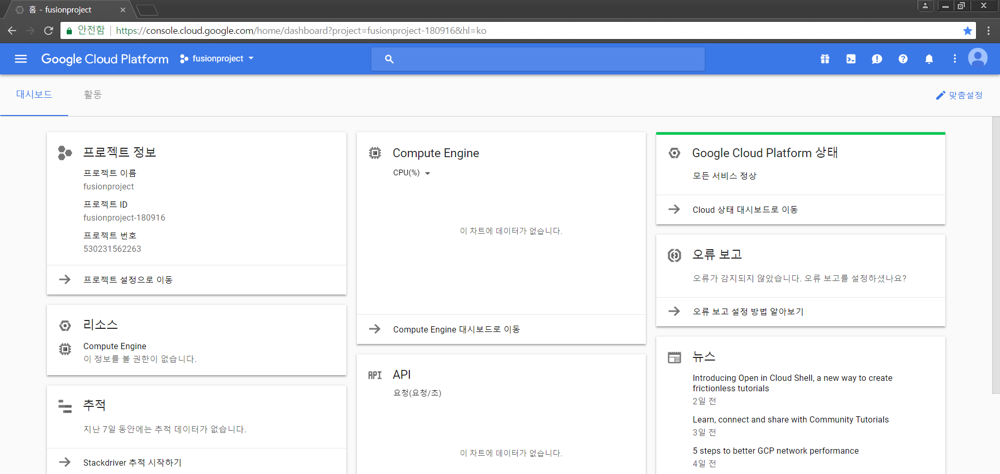 홈 - fusionproject
안전함
https://console.cloud.google.com/home/dashboard?project=fusionproject-180916&hl=ko
Google Cloud Platform
fusionproject
대시보드
활동
맞춤설정
프로젝트 정보
프로젝트 이름
fusionproject
프로젝트 ID
fusionproject-180916
프로젝트 번호
530231562263
프로젝트 설정으로 이동
리소스
Compute Engine
이 정보를 볼 권한이 없습니다.
추적
지난 7일 동안에는 추적 데이터가 없습니다.
Stackdriver 추적 시작하기
Compute Engine
CPU(%)
이 차트에 데이터가 없습니다.
Compute Engine 대시보드로 이동
API
API
요청(요청/초)
이 차트에 데이터가 없습니다.
Google Cloud Platform 상태
모든 서비스 정상
Cloud 상태 대시보드로 이동
오류 보고
오류가 감지되지 않았습니다. 오류 보고를 설정하셨나요?
오류 보고 설정 방법 알아보기
뉴스
Introducing Open in Cloud Shell, a new way to create
frictionless tutorials
2일 전
Learn, connect and share with Community Tutorials
3일 전
5 steps to better GCP network performance
4일 전